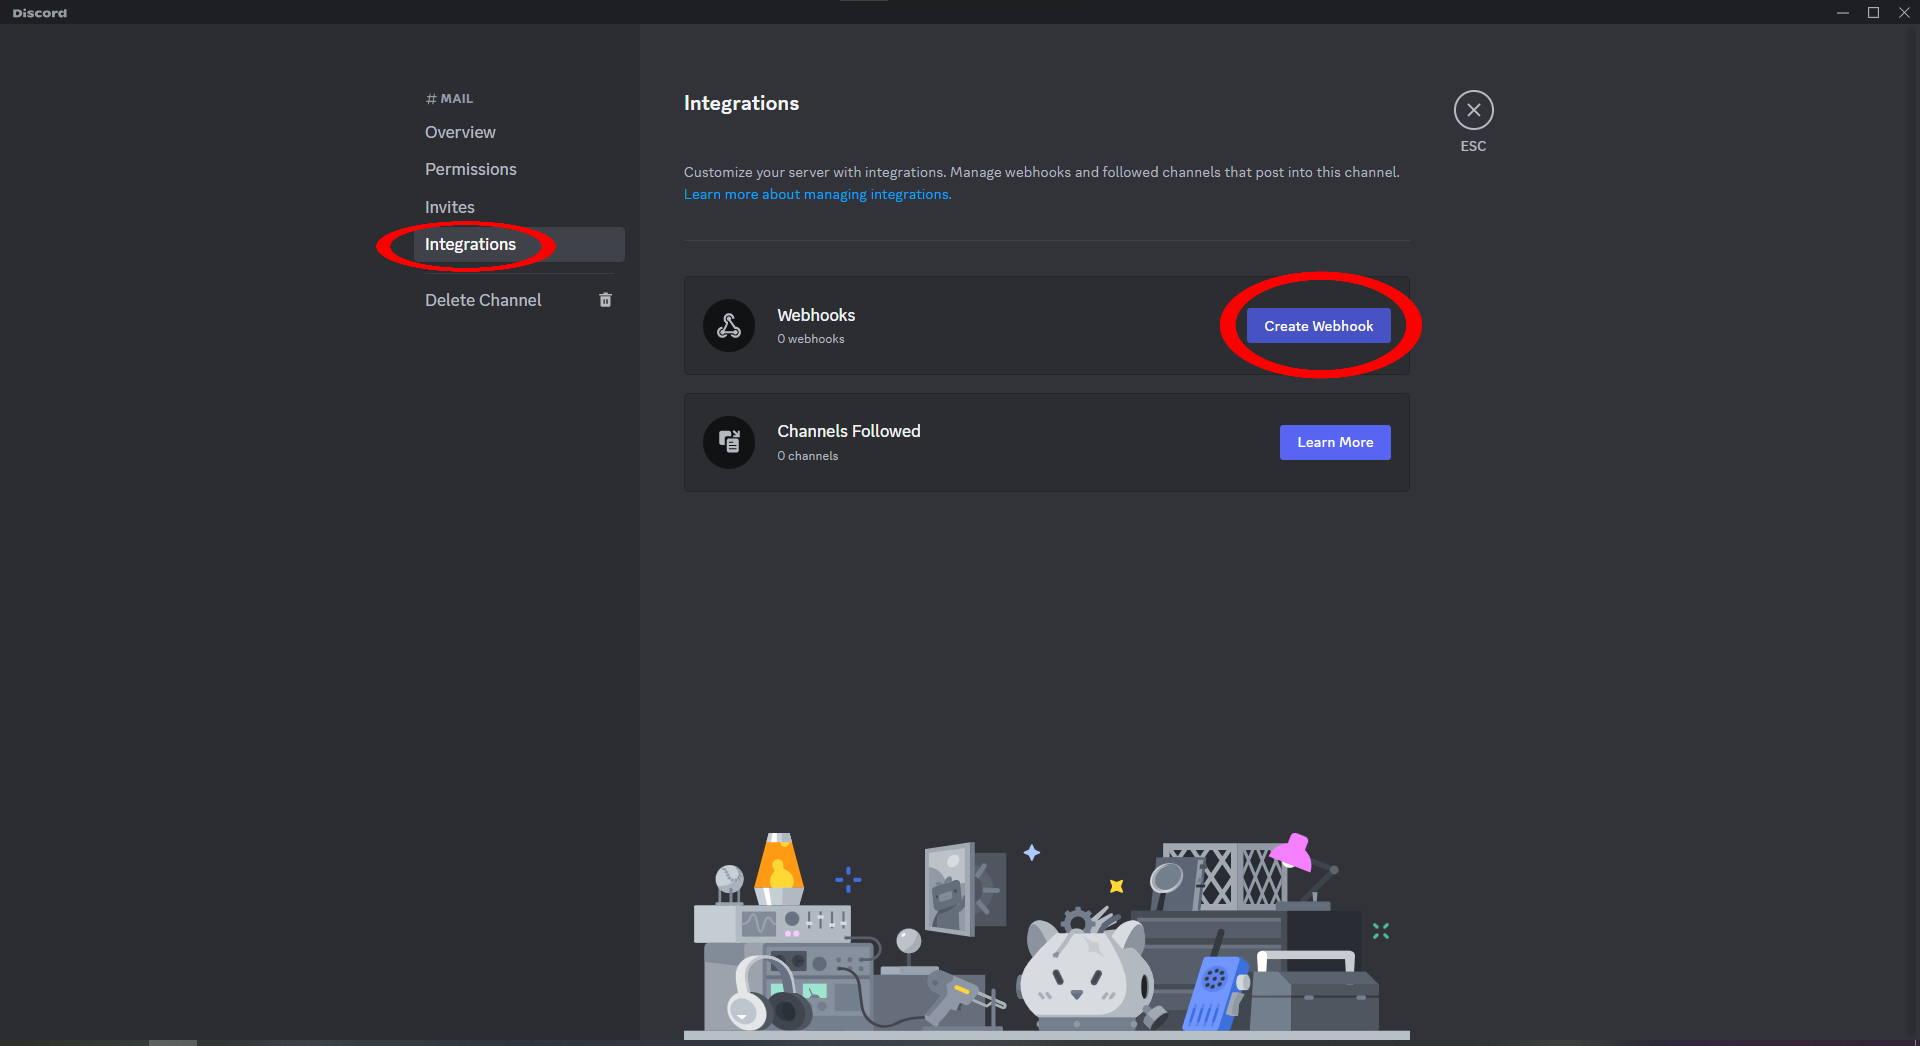 Discord
# MAIL
Overview
Permissions
Invites
Integrations
Delete Channel
Integrations
ESC
Customize your server with integrations. Manage webhooks and followed channels that post into this channel.
Learn more about managing integrations.
Webhooks
0 webhooks
Create Webhook
Channels Followed
0 channels
Learn More